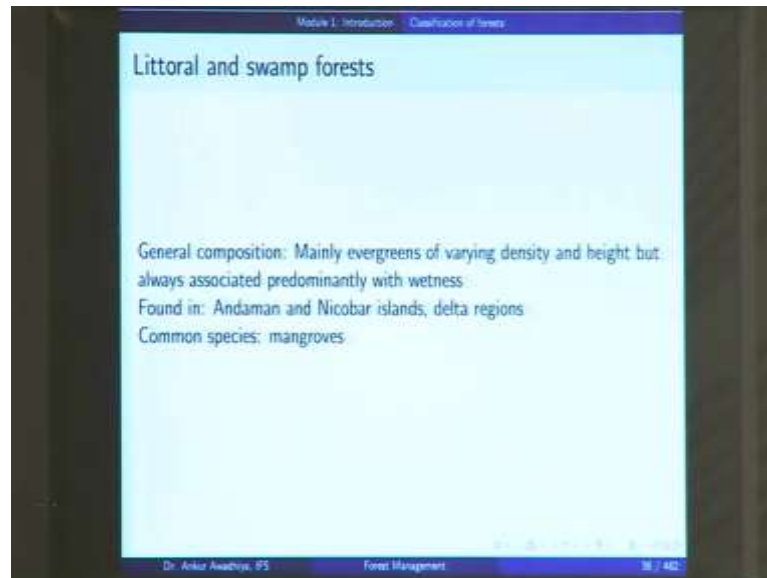 Module 1: Introduction Classification of forests
Littoral and swamp forests
General composition: Mainly evergreens of varying density and height but
always associated predominantly with wetness
Found in: Andaman and Nicobar islands, delta regions
Common species: mangroves
Dr. Ankur Awadhiya, IFS Forest Management / 482